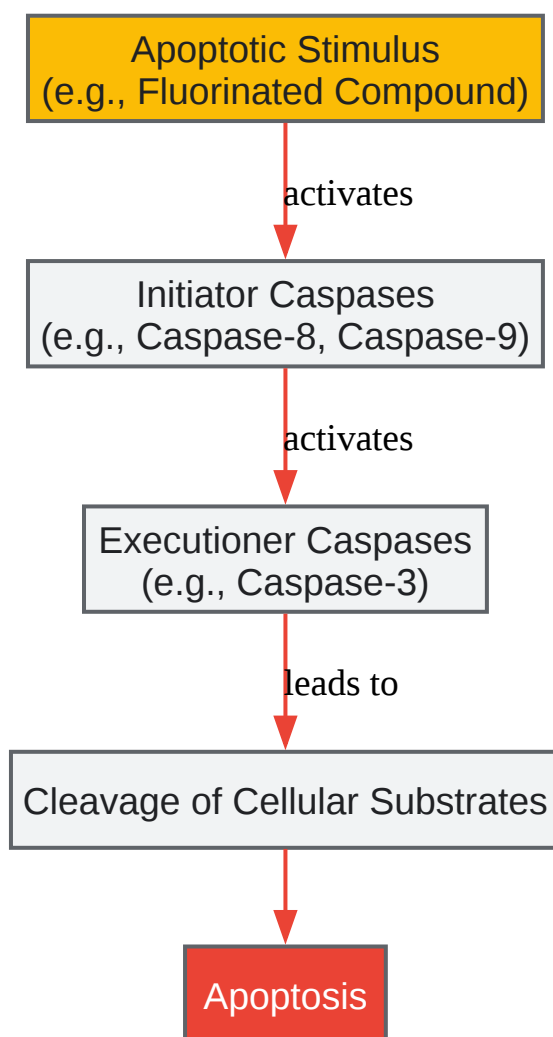 Apoptotic Stimulus
(e.g., Fluorinated Compound)
activates
Initiator Caspases
(e.g., Caspase-8, Caspase-9)
activates
Executioner Caspases
(e.g., Caspase-3)
leads to
Cleavage of Cellular Substrates
Apoptosis